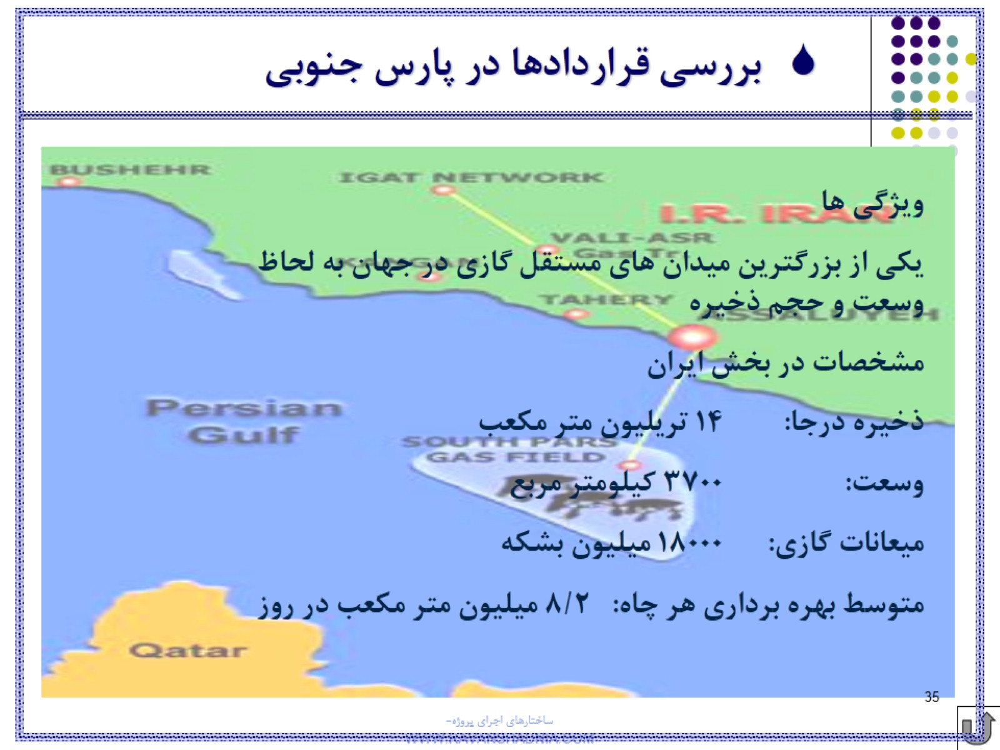 بررسی قراردادها در پارس جنوبی
BUSHEHR
IGAT NETWORK
I.R. IRAN
ویژگی ها
VALI-ASR
Gas Tr
KANGAN
یکی از بزرگترین میدان های مستقل گازی در جهان به لحاظ
وسعت و حجم ذخیره
TAHERY
ASSALUYEH
مشخصات در بخش ایران
Persian
Gulf
ذخیره درجا: ۱۴ تریلیون متر مکعب
SOUTH PARS
GAS FIELD
وسعت: ۳۷۰۰ کیلومتر مربع
میعانات گازی: ۱۸۰۰۰ میلیون بشکه
متوسط بهره برداری هر چاه: ۸/۲ میلیون متر مکعب در روز
Qatar
35
ساختارهای اجرای پروژه-